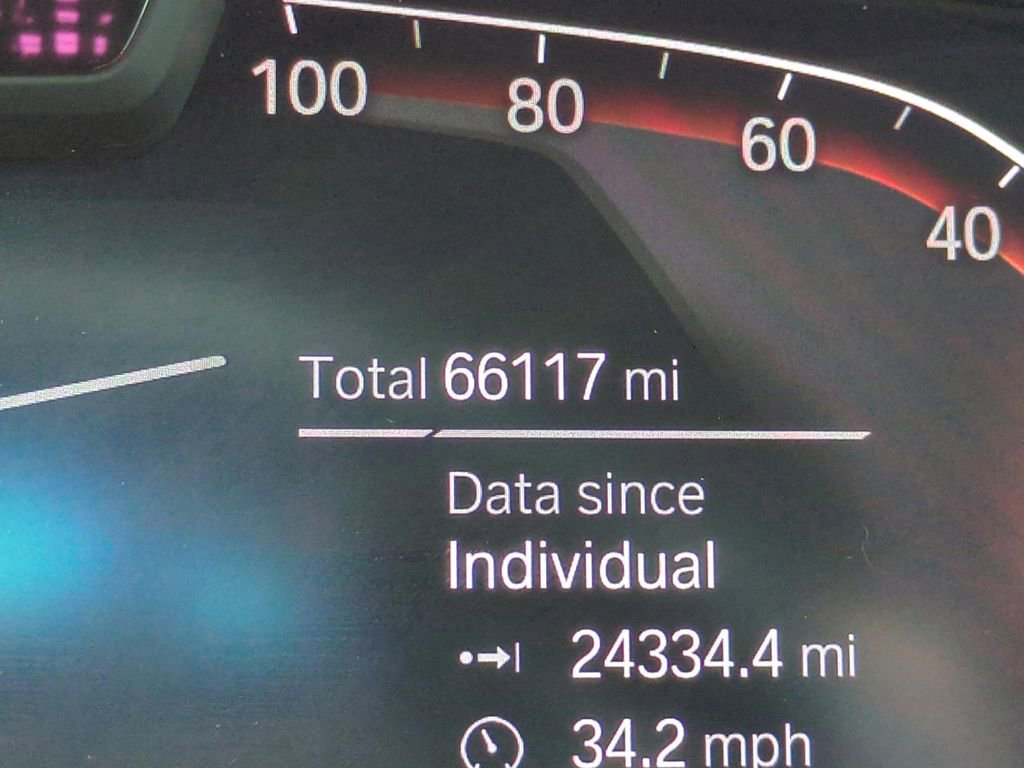 100
80
60
40
Total 66117 mi
Data since
Individual
24334.4 mi
34.2 mph